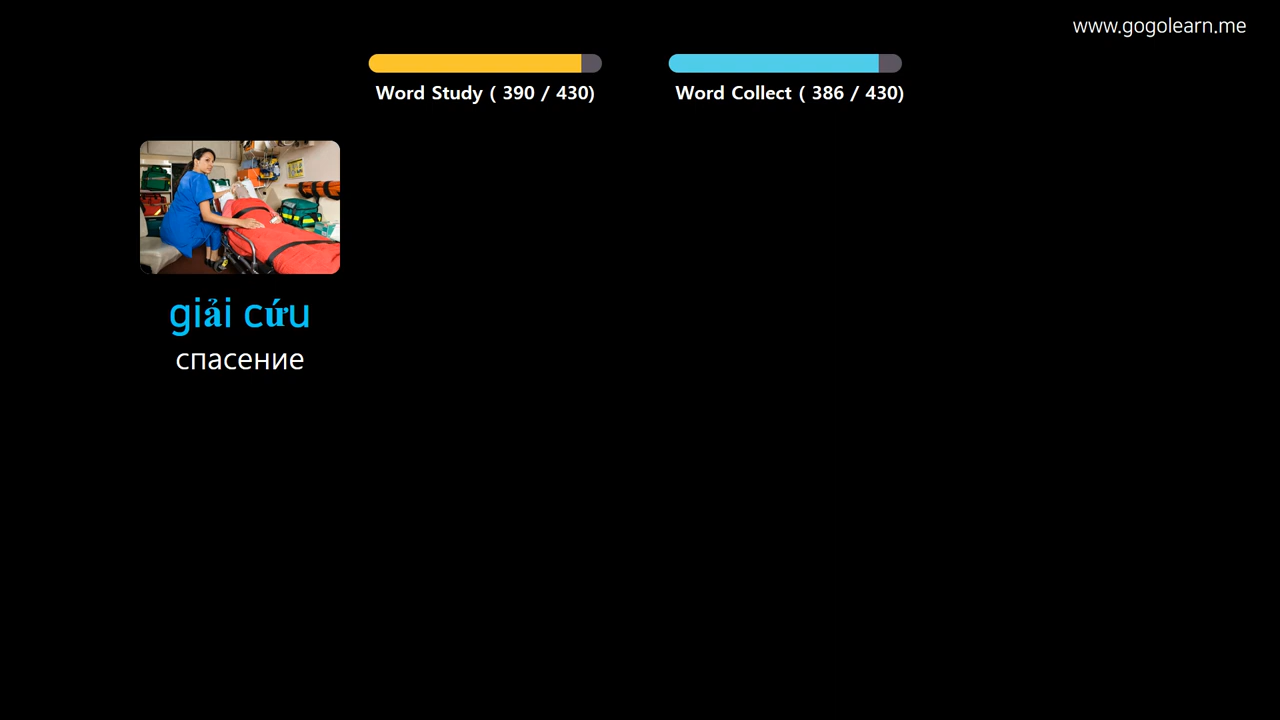 www.gogolearn.me
Word Study ( 390 / 430)
Word Collect ( 386 / 430)
giải cứu
спасение